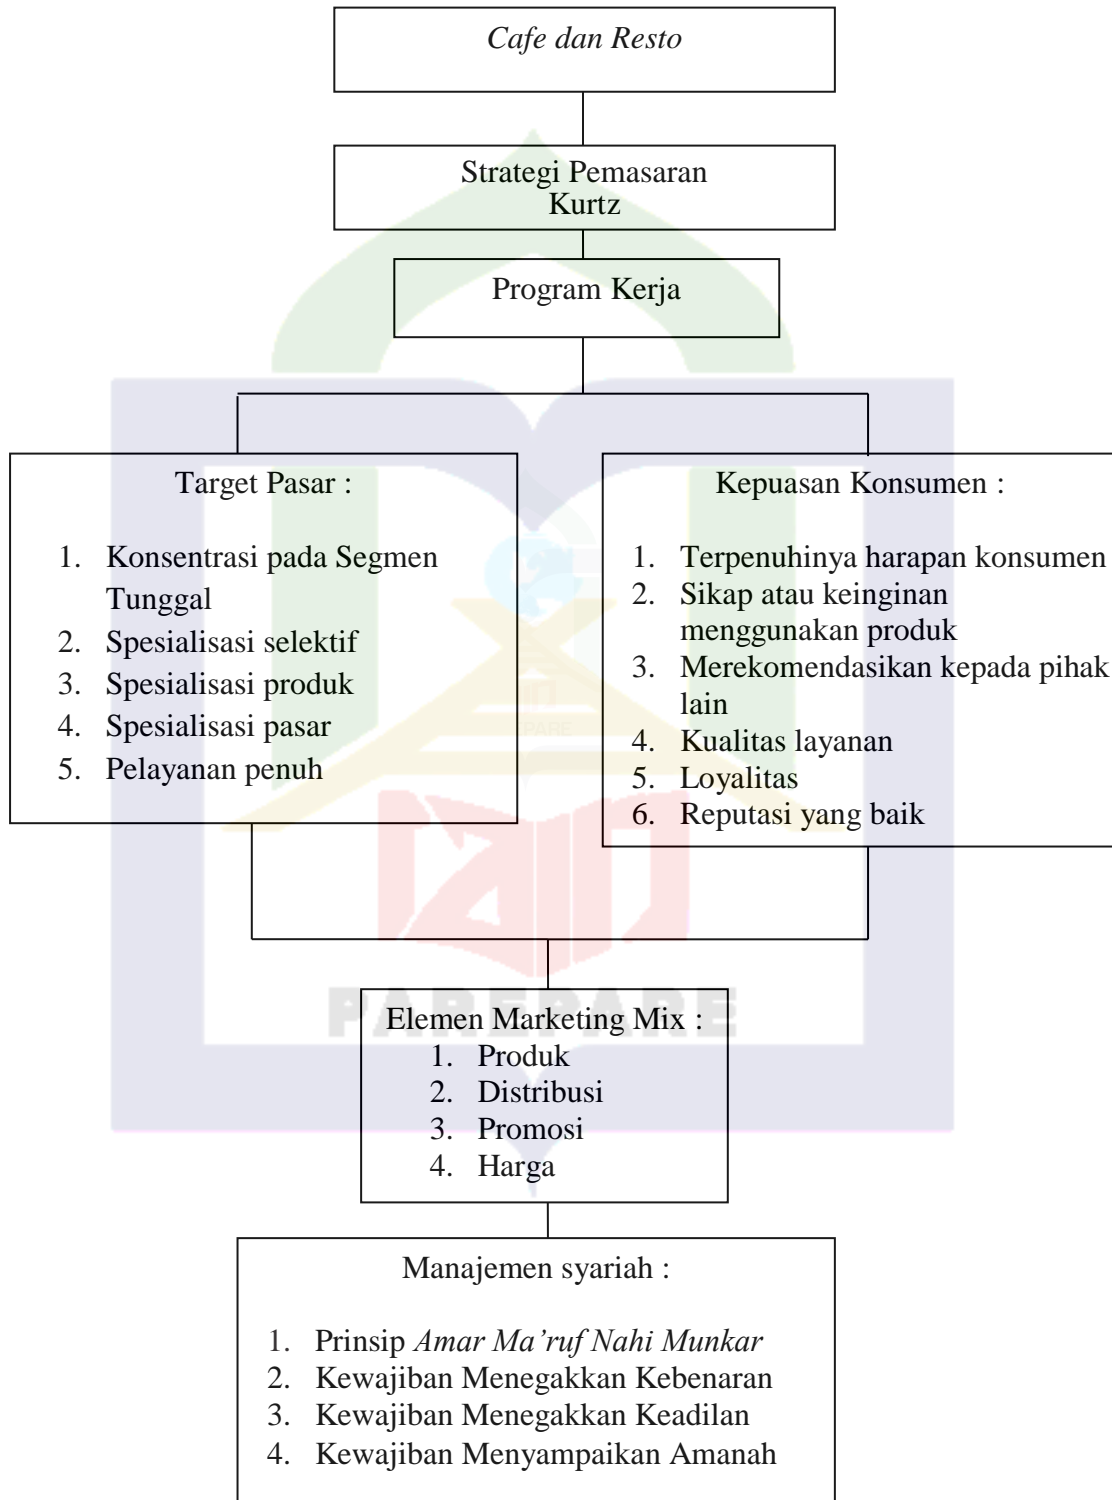 Cafe dan Resto
Strategi Pemasaran
Kurtz
Program Kerja
Target Pasar :
1. Konsentrasi pada Segmen
Tunggal
2. Spesialisasi selektif
3. Spesialisasi produk
4. Spesialisasi pasar
5. Pelayanan penuh
Kepuasan Konsumen :
1. Terpenuhinya harapan konsumen
2. Sikap atau keinginan
menggunakan produk
3. Merekomendasikan kepada pihak
lain
4. Kualitas layanan
5. Loyalitas
6. Reputasi yang baik
PAREPARE
Elemen Marketing Mix :
1. Produk
2. Distribusi
3. Promosi
4. Harga
Manajemen syariah :
1. Prinsip Amar Ma’ruf Nahi Munkar
2. Kewajiban Menegakkan Kebenaran
3. Kewajiban Menegakkan Keadilan
4. Kewajiban Menyampaikan Amanah